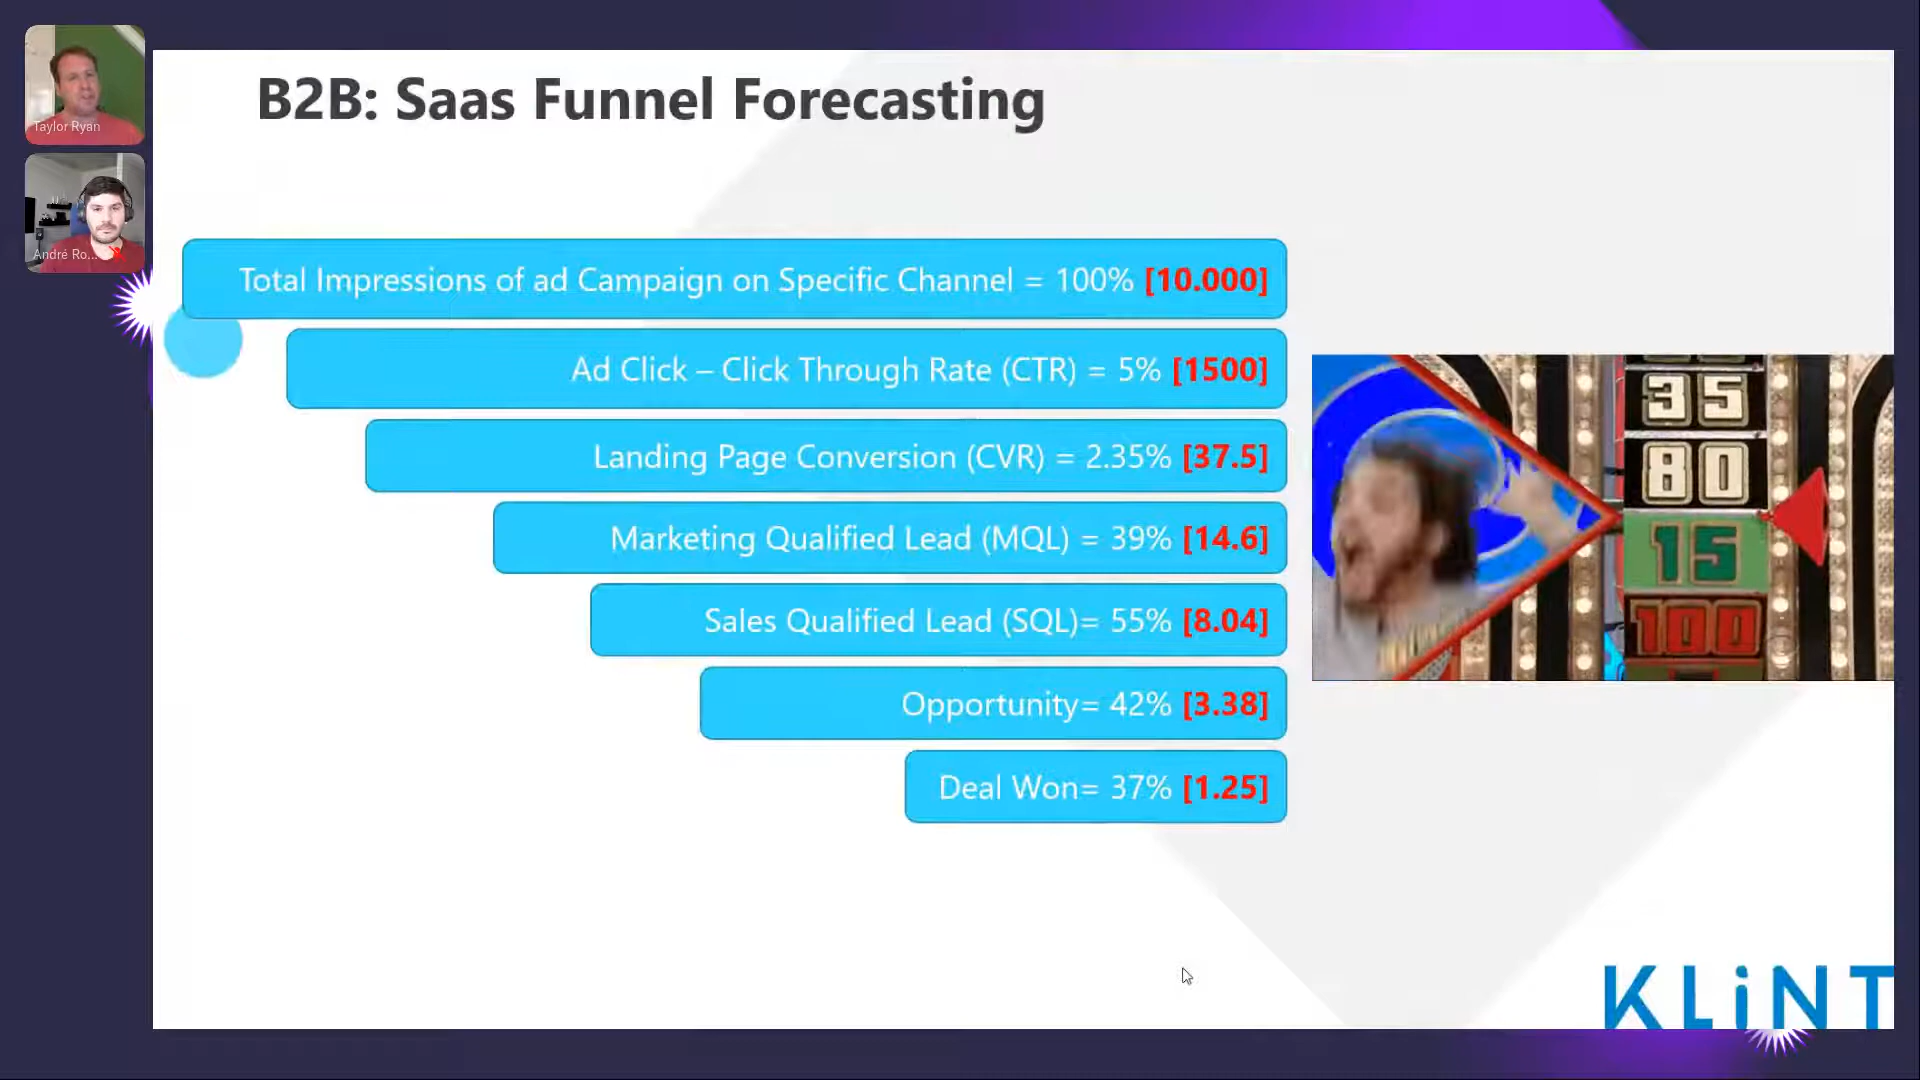 Taylor Ryan
André Ro...
B2B: Saas Funnel Forecasting
Total Impressions of ad Campaign on Specific Channel = 100% [10.000]
Ad Click – Click Through Rate (CTR) = 5% [1500]
Landing Page Conversion (CVR) = 2.35% [37.5]
Marketing Qualified Lead (MQL) = 39% [14.6]
Sales Qualified Lead (SQL)= 55% [8.04]
Opportunity= 42% [3.38]
Deal Won= 37% [1.25]
35
80
15
100
KLiNT